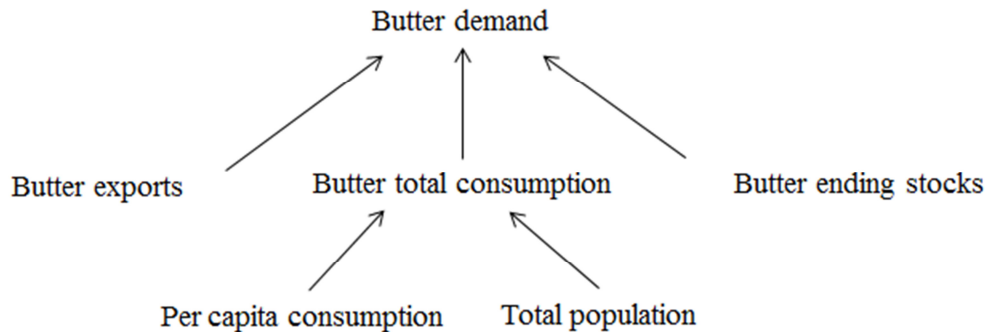 Butter demand
Butter exports
Butter total consumption
Butter ending stocks
Per capita consumption
Total population